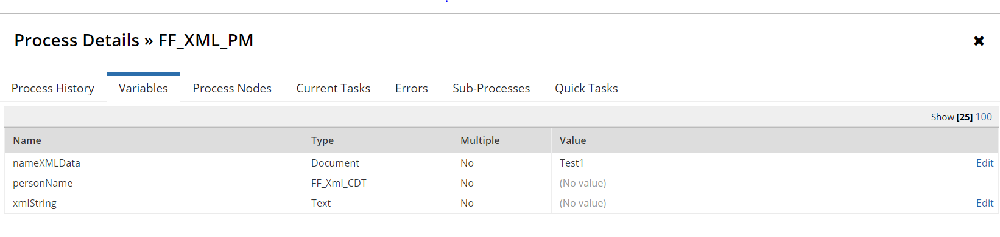 Process Details » FF_XML_PM
Process History Variables Process Nodes Current Tasks Errors Sub-Processes Quick Tasks
Show [25] 100
Name Type Multiple Value
nameXMLData Document No Test1 Edit
personName FF_Xml_CDT No (No value)
xmlString Text No (No value) Edit